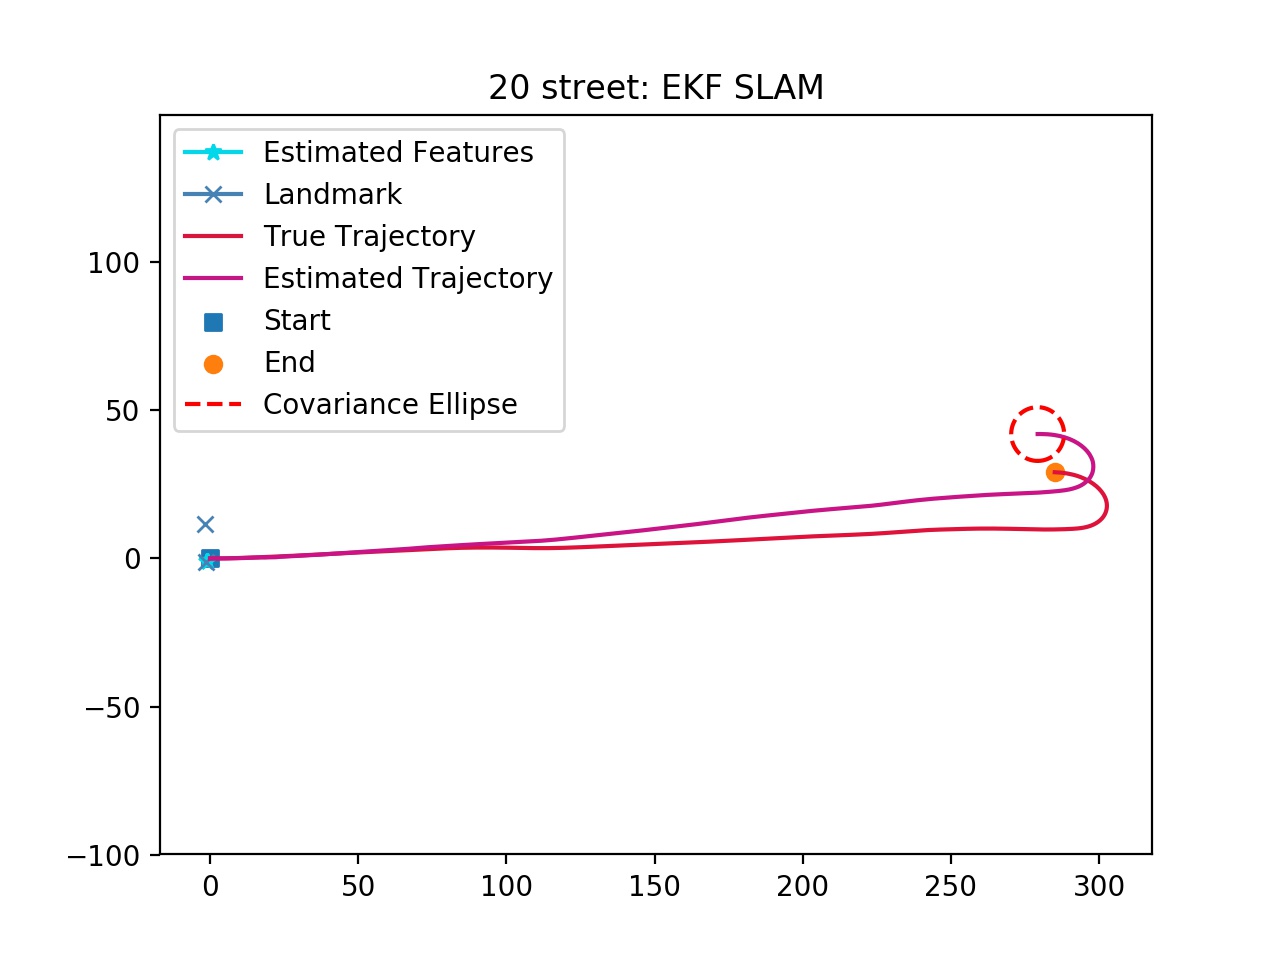 20 street: EKF SLAM
Estimated Features
Landmark
True Trajectory
Estimated Trajectory
Start
End
Covariance Ellipse
100
50
0
−50
−100
0 50 100 150 200 250 300